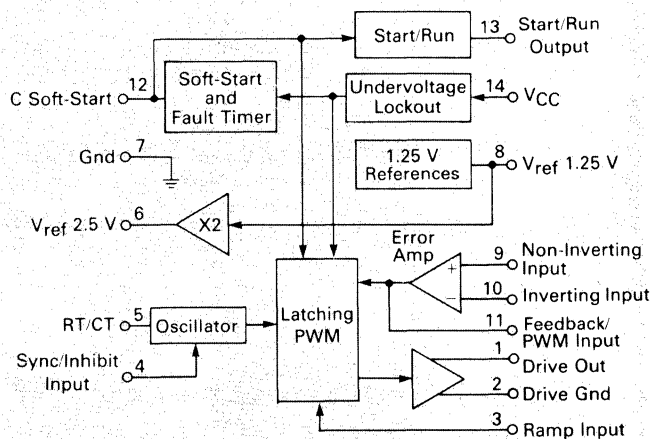 Start/Run
13
Start/Run
Output
12
C Soft-Start
Soft-Start
and
Fault Timer
Undervoltage
Lockout
14
VCC
7
Gnd
1.25 V
References
8
Vref 1.25 V
6
Vref 2.5 V
X2
Error
Amp
+
−
9
Non-Inverting
Input
10
Inverting Input
11
Feedback/
PWM Input
5
RT/CT
Oscillator
Latching
PWM
Sync/Inhibit
Input
4
1
Drive Out
2
Drive Gnd
3
Ramp Input